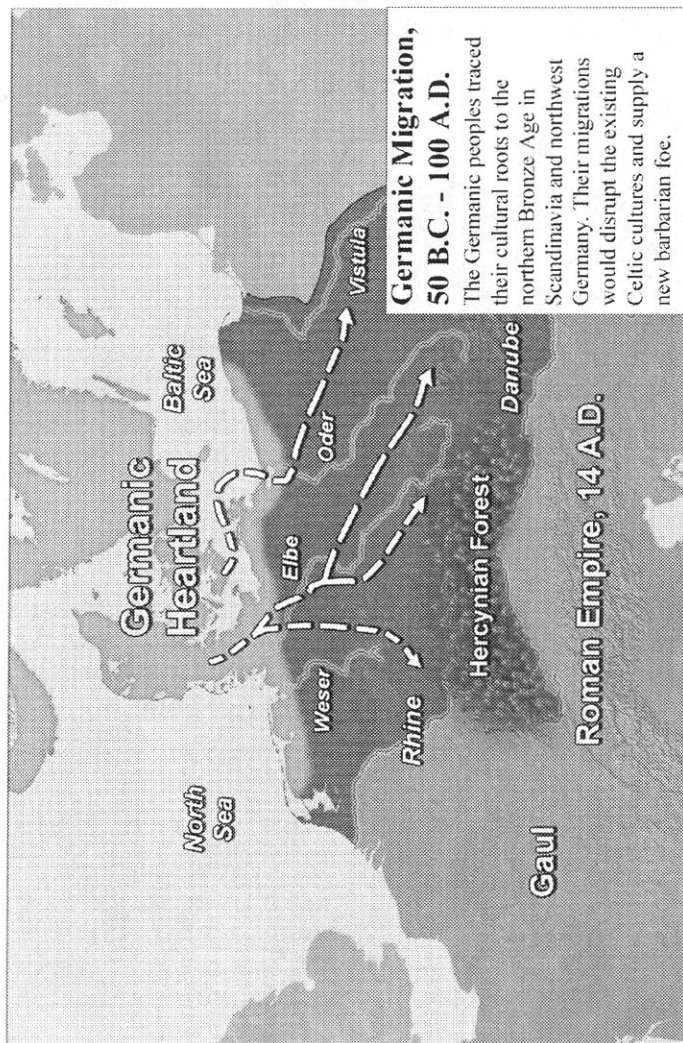 Germanic
Heartland
Baltic
Sea
North
Sea
Vistula
Oder
Elbe
Weser
Rhine
Danube
Hercynian Forest
Gaul
Roman Empire, 14 A.D.
Germanic Migration,
50 B.C. - 100 A.D.
The Germanic peoples traced
their cultural roots to the
northern Bronze Age in
Scandinavia and northwest
Germany. Their migrations
would disrupt the existing
Celtic cultures and supply a
new barbarian foe.